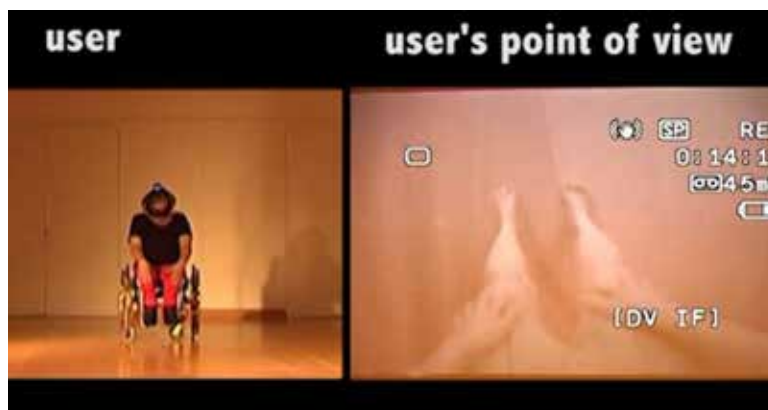 user
user's point of view
SP RE
0:14:1
45m
[DV IF]